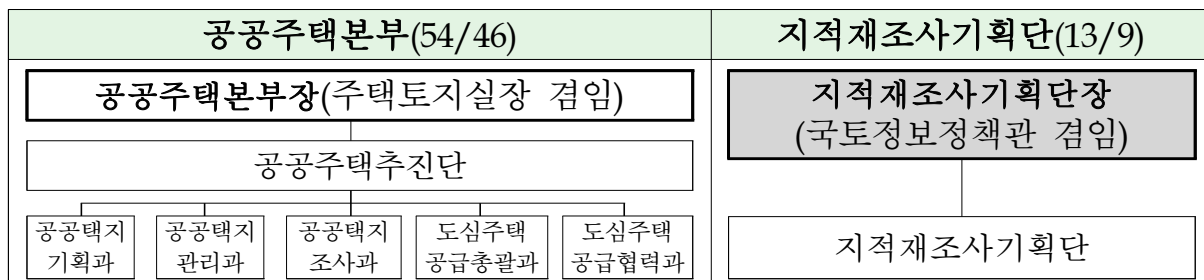 공공주택본부(54/46)
공공주택본부장(주택토지실장 겸임)
공공주택추진단
공공택지
기획과
공공택지
관리과
공공택지
조사과
도심주택
공급총괄과
도심주택
공급협력과
지적재조사기획단(13/9)
지적재조사기획단장
(국토정보정책관 겸임)
지적재조사기획단